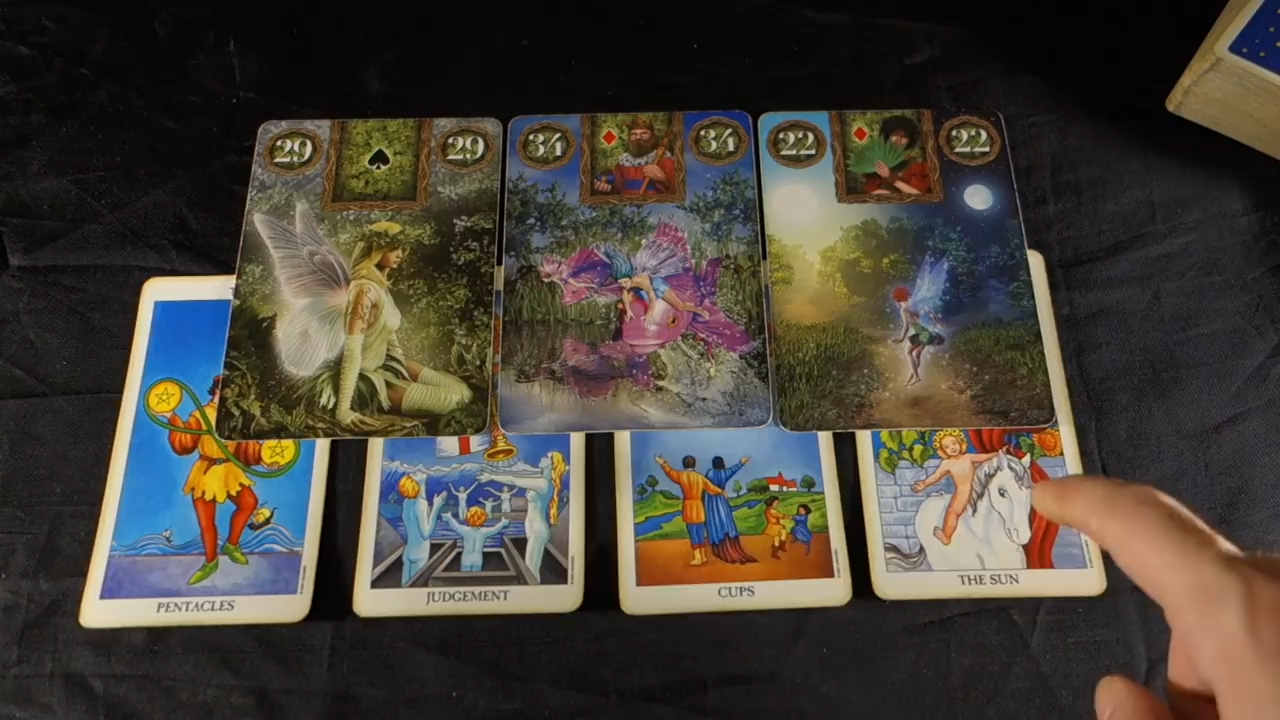 29 29
34 34
22 22
PENTACLES
JUDGEMENT
CUPS
THE SUN